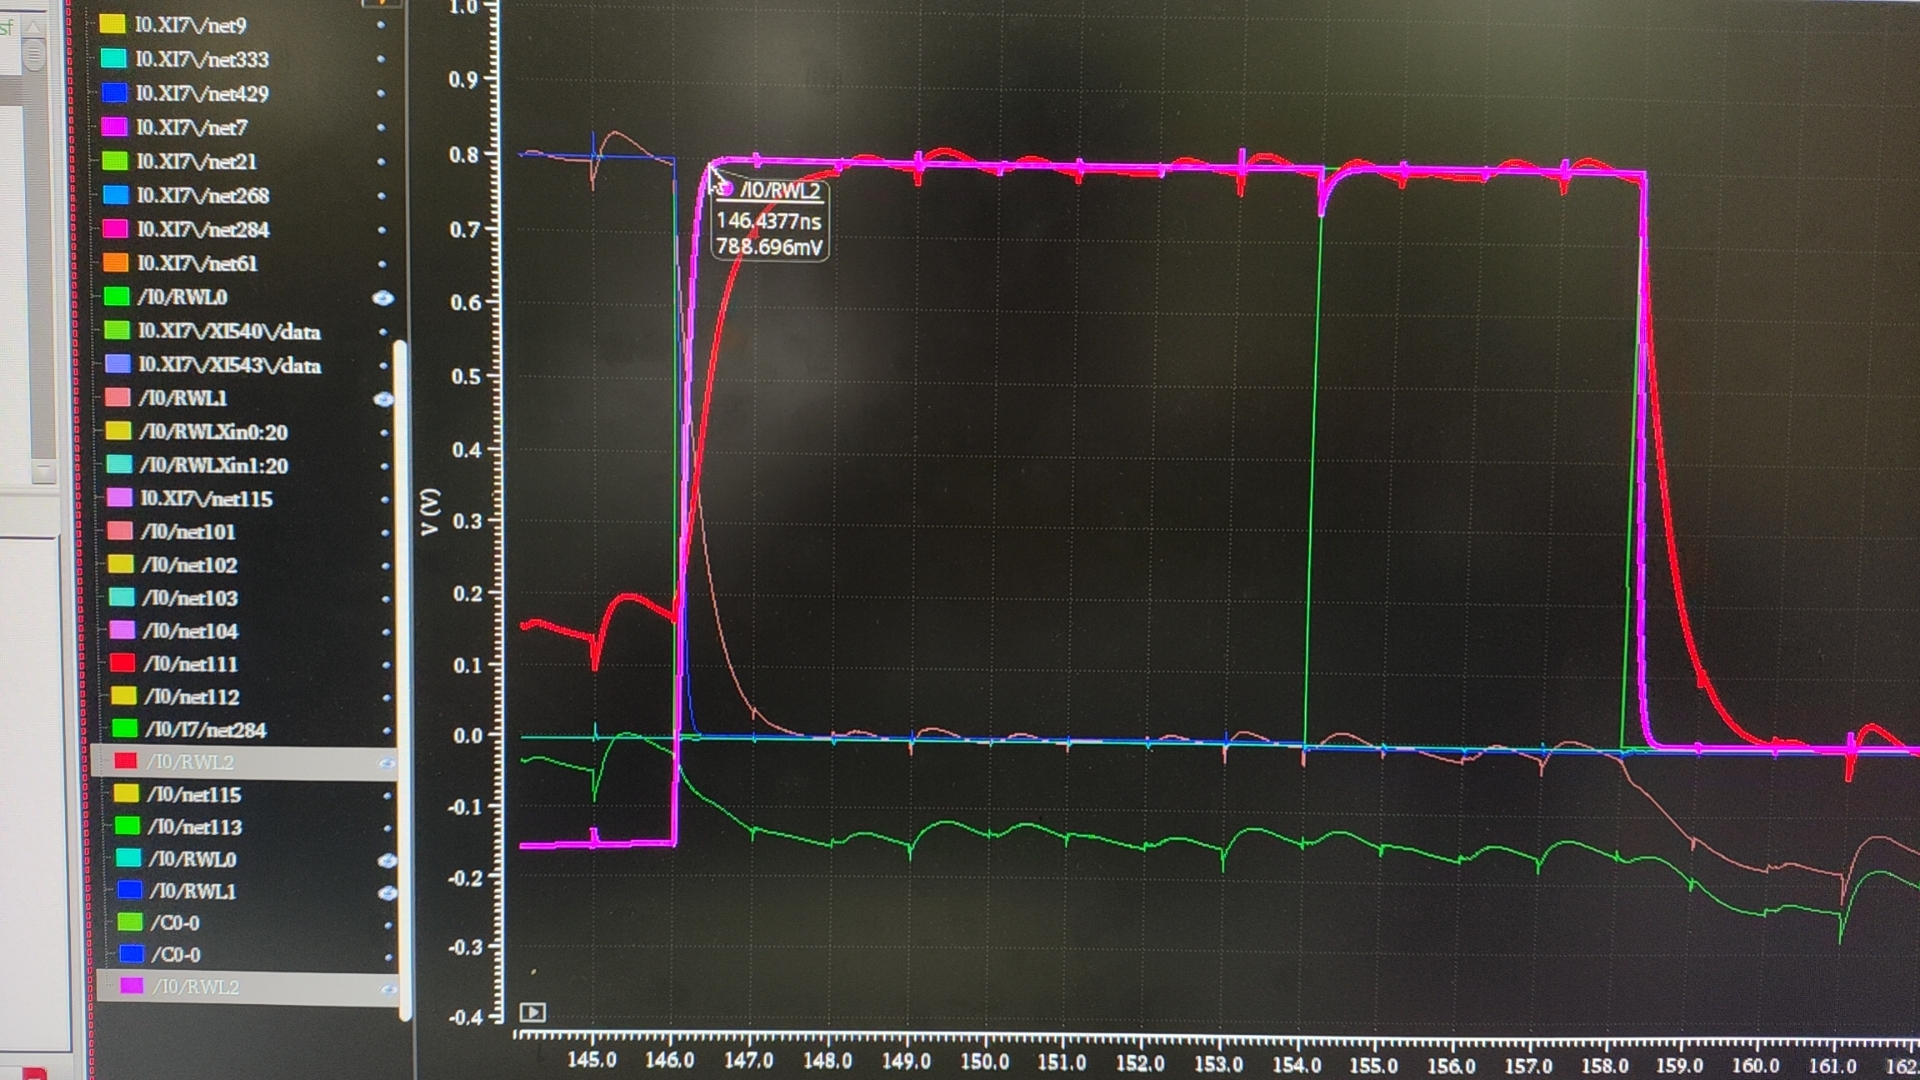 sf
I0.XI7\/net9
I0.XI7\/net333
I0.XI7\/net429
I0.XI7\/net7
I0.XI7\/net21
I0.XI7\/net268
I0.XI7\/net284
I0.XI7\/net61
/I0/RWL0
I0.XI7\/XI540\/data
I0.XI7\/XI543\/data
/I0/RWL1
/I0/RWLXin0:20
/I0/RWLXin1:20
I0.XI7\/net115
/I0/net101
/I0/net102
/I0/net103
/I0/net104
/I0/net111
/I0/net112
/I0/I7/net284
/I0/RWL2
/I0/net115
/I0/net113
/I0/RWL0
/I0/RWL1
/C0-0
/C0-0
/I0/RWL2
V (V)
1.0
0.9
0.8
0.7
0.6
0.5
0.4
0.3
0.2
0.1
0.0
-0.1
-0.2
-0.3
-0.4
/I0/RWL2
146.4377ns
788.696mV
145.0 146.0 147.0 148.0 149.0 150.0 151.0 152.0 153.0 154.0 155.0 156.0 157.0 158.0 159.0 160.0 161.0 162.